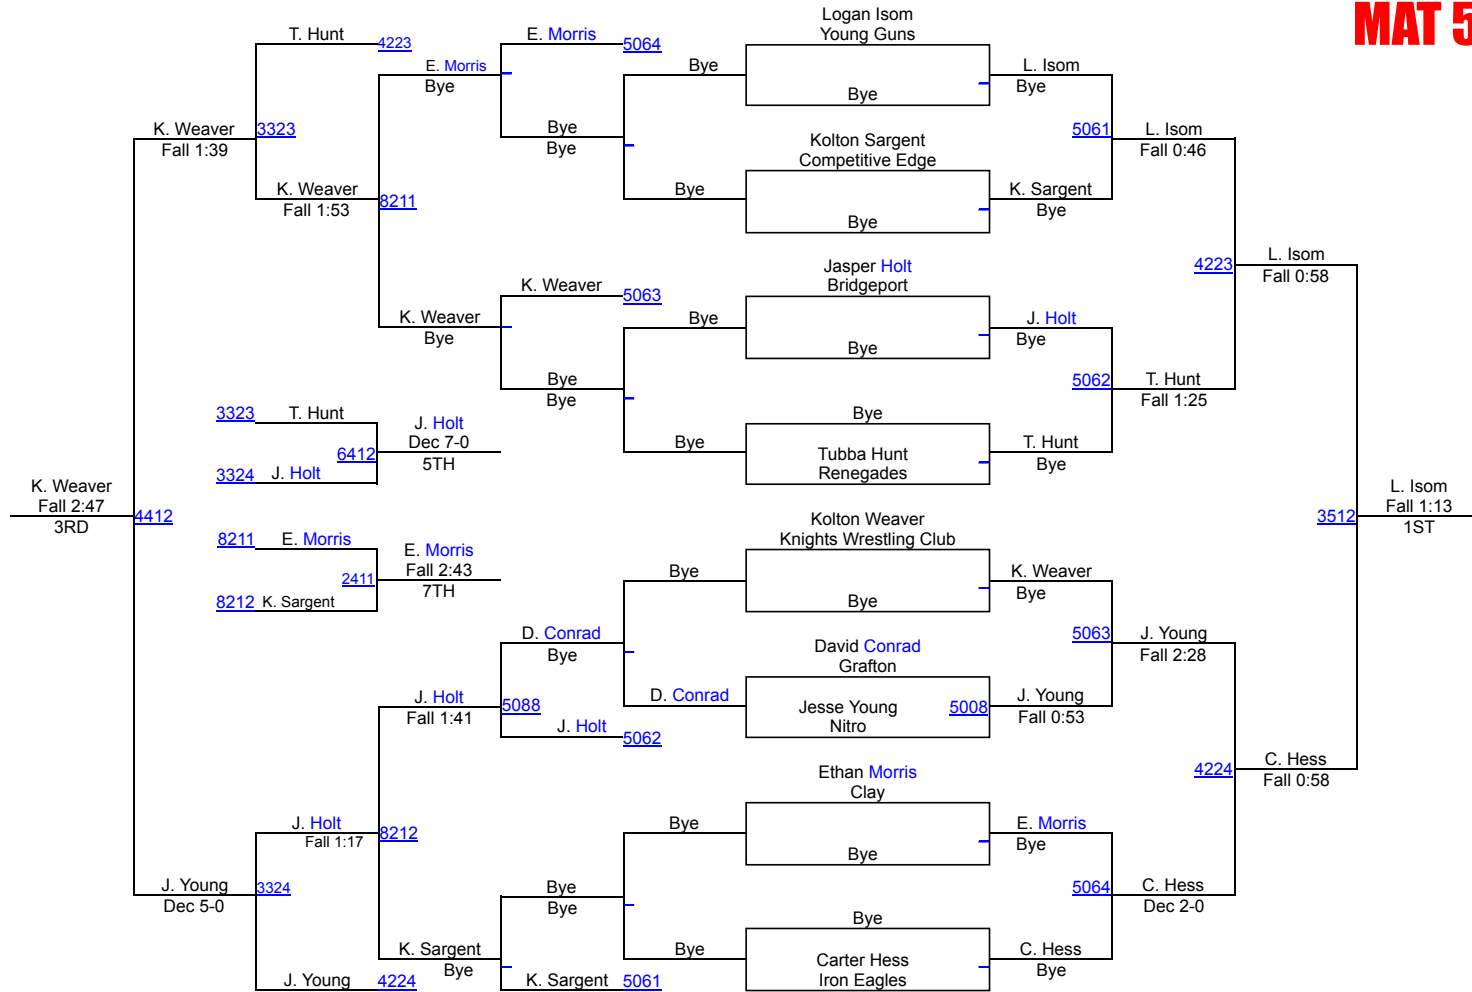 MAT 5
Logan Isom
Young Guns
T. Hunt
4223
E. Morris
5064
E. Morris
Bye
Bye
L. Isom
Bye
Bye
K. Weaver
3323
Fall 1:39
Bye
Bye
Kolton Sargent
Competitive Edge
5061
L. Isom
Fall 0:46
K. Weaver
Fall 1:53
8211
Bye
K. Sargent
Bye
Bye
Jasper Holt
Bridgeport
4223
L. Isom
Fall 0:58
K. Weaver
5063
K. Weaver
Bye
Bye
J. Holt
Bye
Bye
Bye
Bye
5062
T. Hunt
Fall 1:25
3323
T. Hunt
J. Holt
Dec 7-0
5TH
6412
3324
J. Holt
Bye
Bye
Tubba Hunt
Renegades
T. Hunt
Bye
K. Weaver
Fall 2:47
3RD
4412
L. Isom
Fall 1:13
1ST
3512
Kolton Weaver
Knights Wrestling Club
8211
E. Morris
E. Morris
Fall 2:43
7TH
2411
8212
K. Sargent
Bye
K. Weaver
Bye
Bye
D. Conrad
Bye
David Conrad
Grafton
5063
J. Young
Fall 2:28
J. Holt
Fall 1:41
5088
D. Conrad
Jesse Young
Nitro
5008
J. Young
Fall 0:53
J. Holt
5062
Ethan Morris
Clay
4224
C. Hess
Fall 0:58
J. Holt
Fall 1:17
8212
Bye
E. Morris
Bye
Bye
J. Young
Dec 5-0
3324
Bye
Bye
5064
C. Hess
Dec 2-0
Bye
K. Sargent
Bye
Bye
Carter Hess
Iron Eagles
C. Hess
Bye
J. Young
4224
K. Sargent
5061